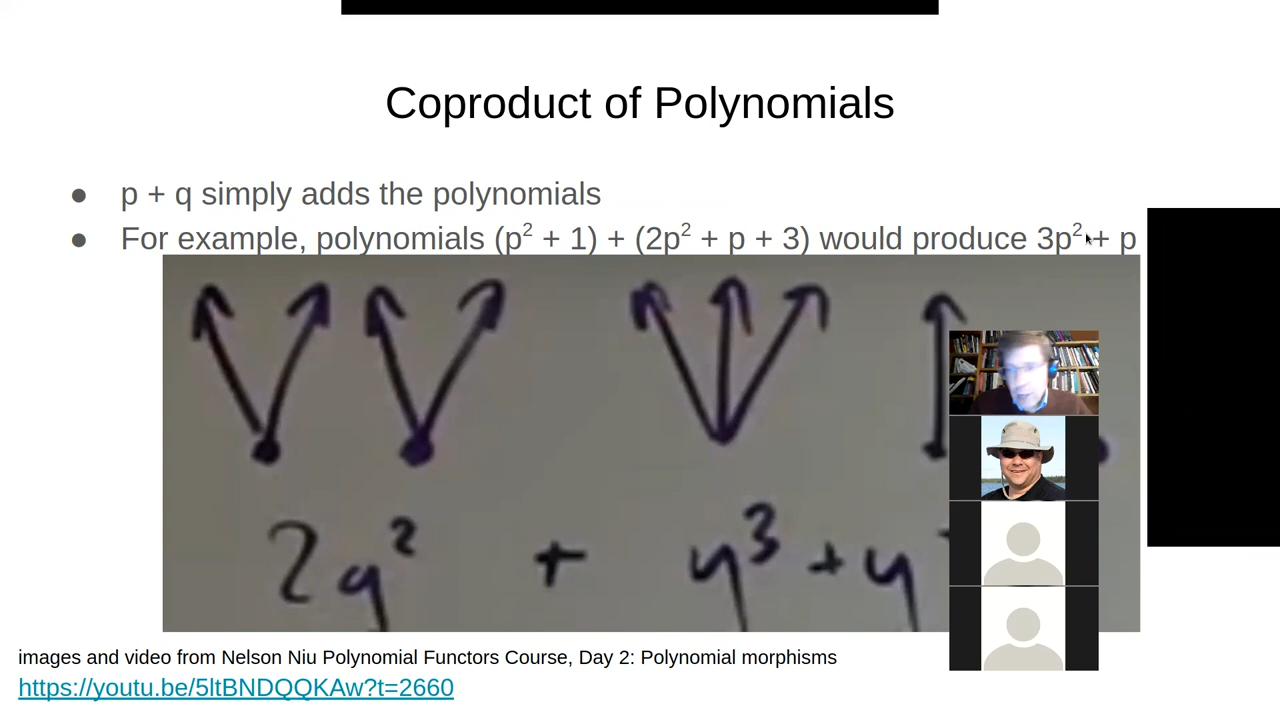 Coproduct of Polynomials
● p + q simply adds the polynomials
● For example, polynomials (p² + 1) + (2p² + p + 3) would produce 3p² + p
2y² + y³ + y
images and video from Nelson Niu Polynomial Functors Course, Day 2: Polynomial morphisms
https://youtu.be/5ltBNDQQKAw?t=2660